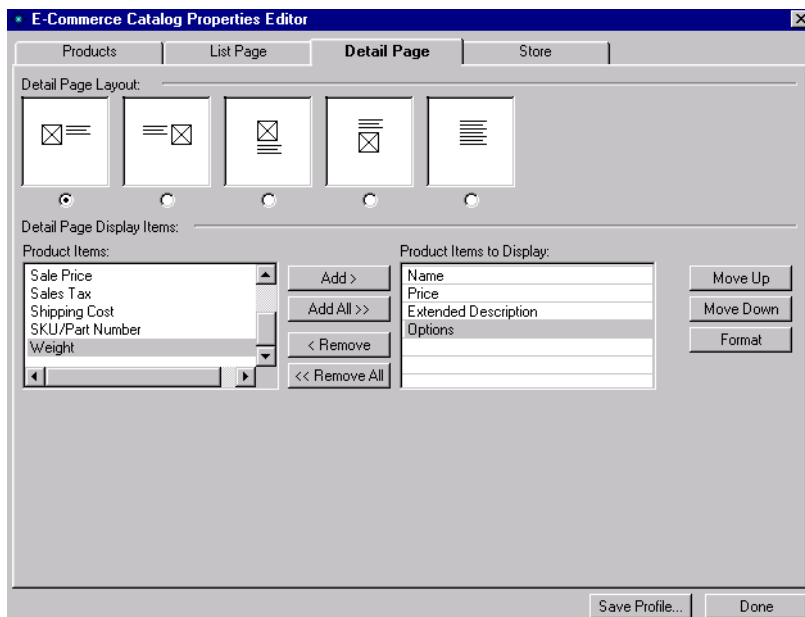 E-Commerce Catalog Properties Editor
Products
List Page
Detail Page
Store
Detail Page Layout:
Detail Page Display Items:
Product Items:
Product Items to Display:
Sale Price
Sales Tax
Shipping Cost
SKU/Part Number
Weight
Add >
Add All >>
< Remove
<< Remove All
Name
Price
Extended Description
Options
Move Up
Move Down
Format
Save Profile...
Done